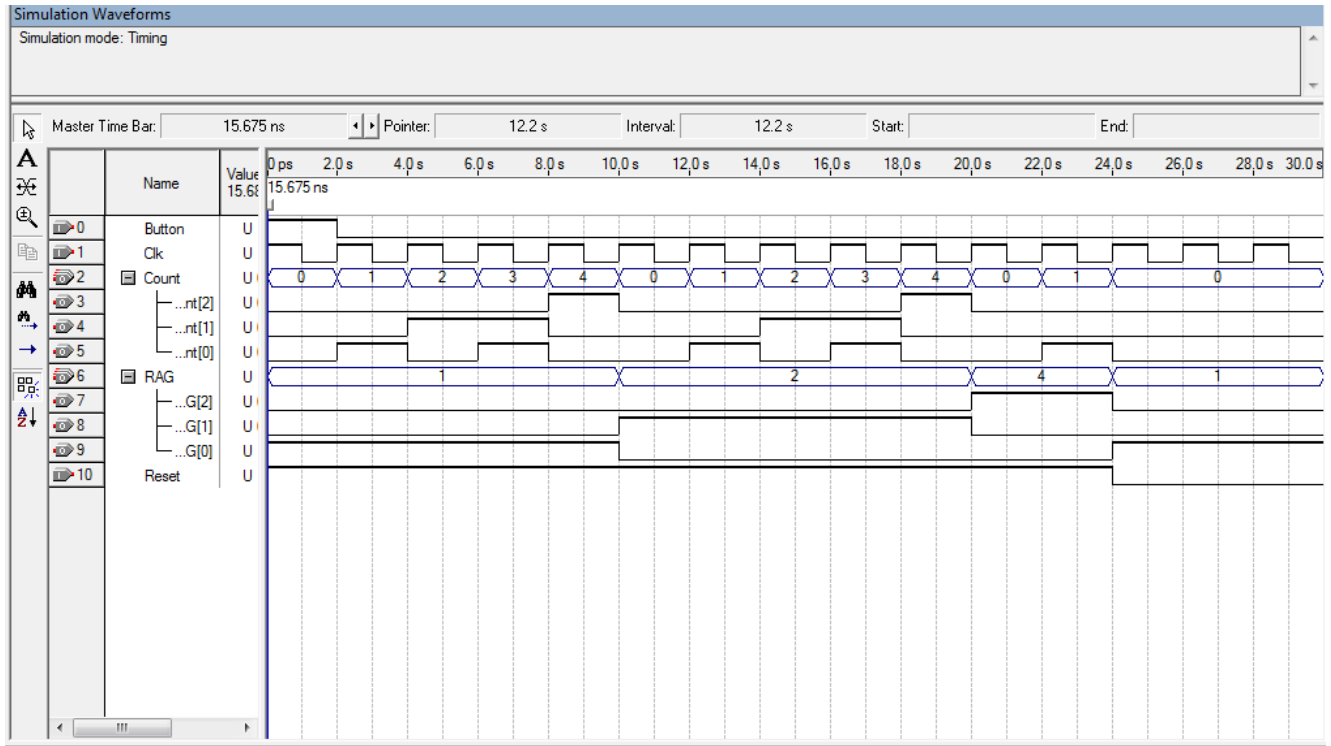 Simulation Waveforms
Simulation mode: Timing
Master Time Bar: 15.675 ns Pointer: 12.2 s Interval: 12.2 s Start: End:
A
Name
Value
15.68
0 ps 2.0 s 4.0 s 6.0 s 8.0 s 10.0 s 12.0 s 14.0 s 16.0 s 18.0 s 20.0 s 22.0 s 24.0 s 26.0 s 28.0 s 30.0 s
15.675 ns
0 Button U
1 Clk U
2 Count U 0 1 2 3 4 0 1 2 3 4 0 1 0
3 ...nt[2] U
4 ...nt[1] U
5 ...nt[0] U
6 RAG U 1 2 4 1
7 ...G[2] U
8 ...G[1] U
9 ...G[0] U
10 Reset U